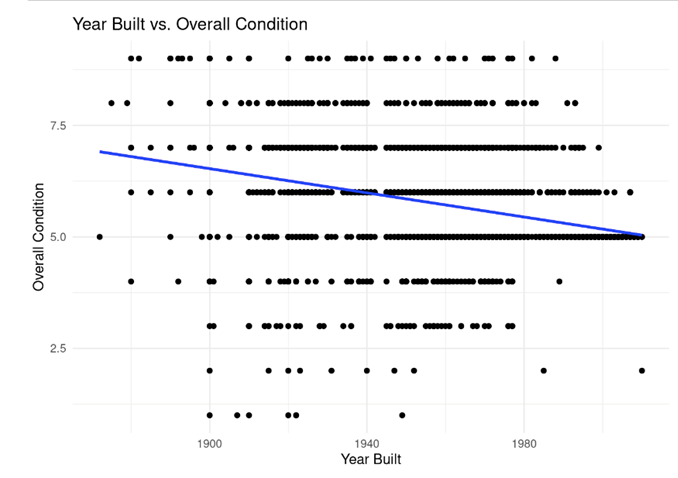 Year Built vs. Overall Condition
7.5
5.0
2.5
Overall Condition
1900
1940
1980
Year Built